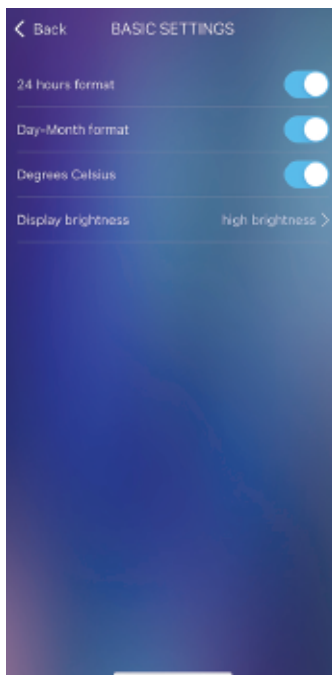 Back BASIC SETTINGS
24 hours format
Day-Month format
Degrees Celsius
Display brightness high brightness